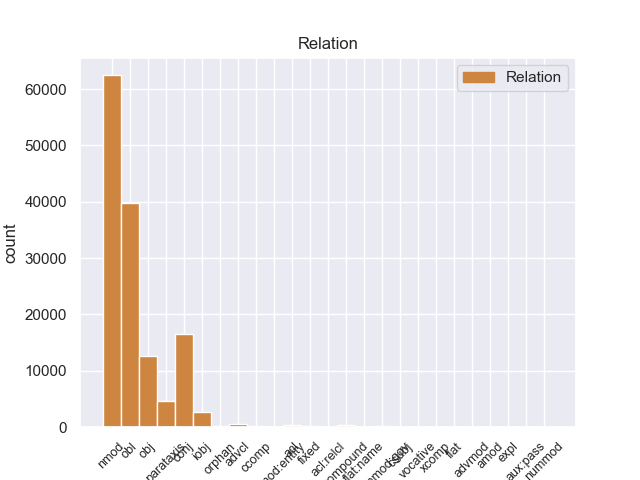 Relation
Relation
count
60000
50000
40000
30000
20000
10000
0
nmod
obl
obj
parataxis
conj
iobj
orphan
advcl
ccomp
acl
fixed
acl:relcl
compound
flat:name
vocative
xcomp
flat
advmod
amod
expl
aux:pass
nummod